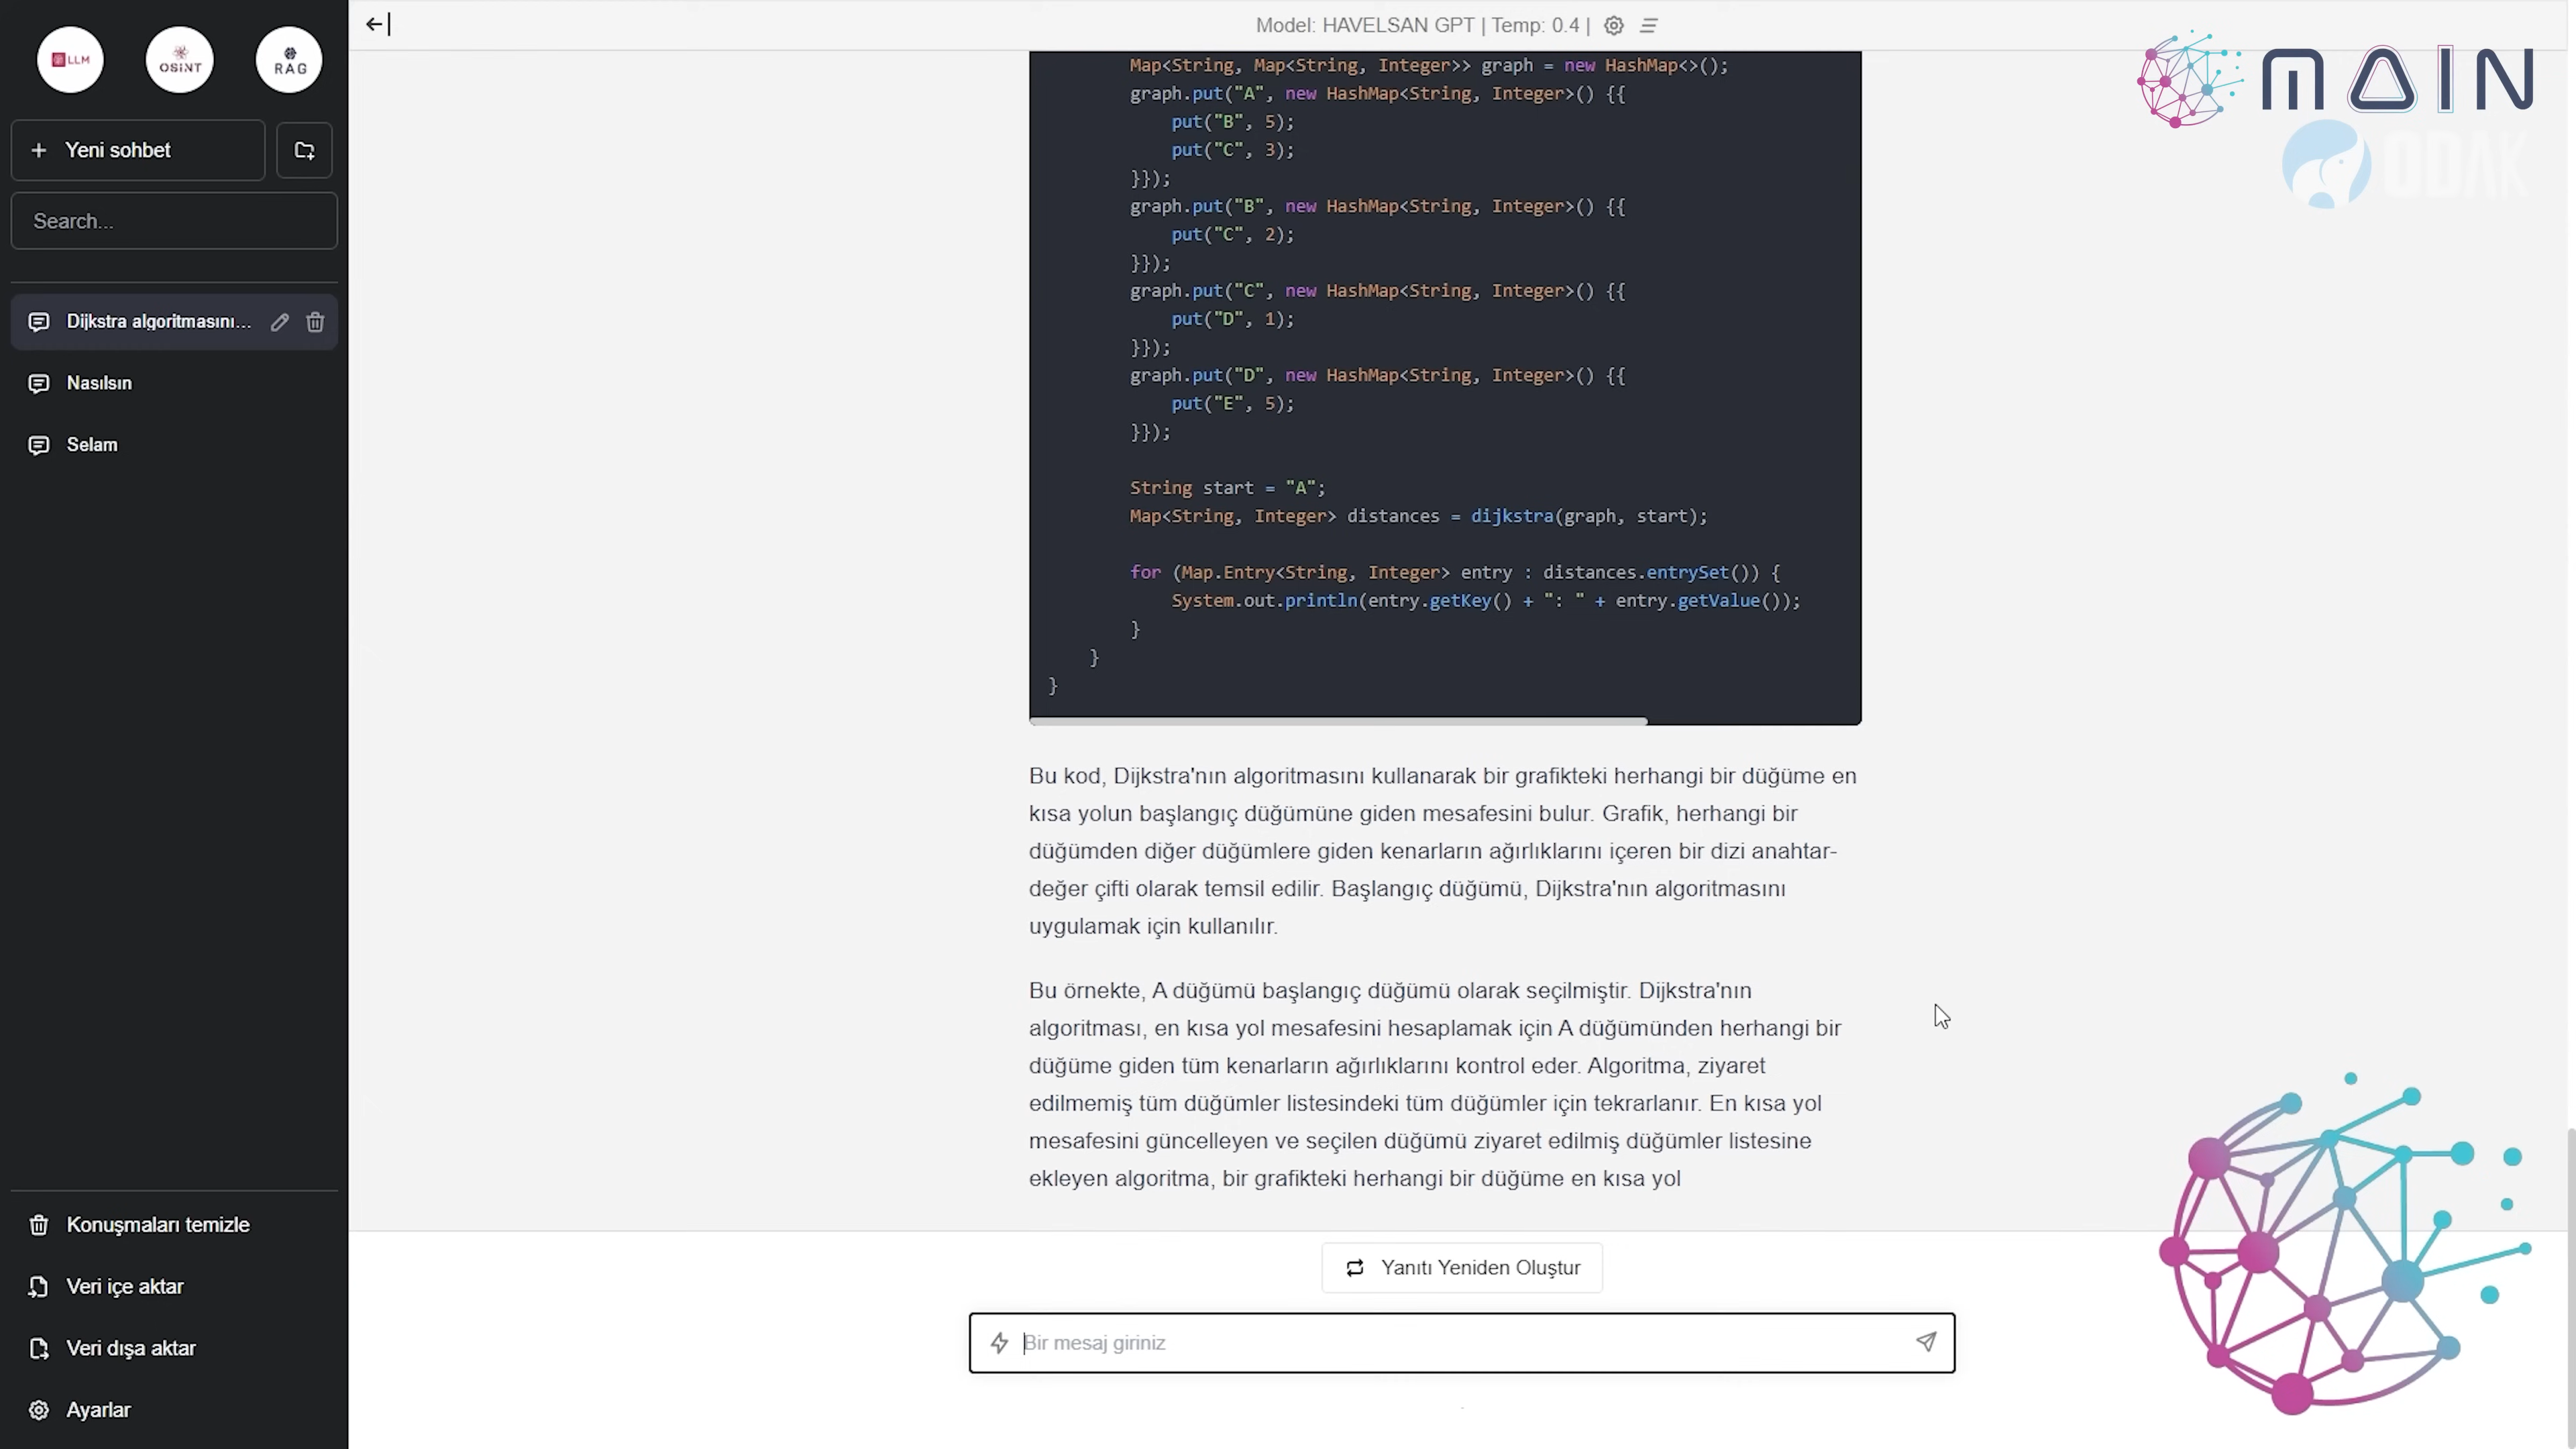 LLM
OSINT
RAG
Yeni sohbet
Search...
Dijkstra algoritmasını...
Nasılsın
Selam
Konuşmaları temizle
Veri içe aktar
Veri dışa aktar
Ayarlar
Model: HAVELSAN GPT | Temp: 0.4 |
MAIN
ODAK
Map<String, Map<String, Integer>> graph = new HashMap<>();
graph.put("A", new HashMap<String, Integer>() {{
put("B", 5);
put("C", 3);
}});
graph.put("B", new HashMap<String, Integer>() {{
put("C", 2);
}});
graph.put("C", new HashMap<String, Integer>() {{
put("D", 1);
}});
graph.put("D", new HashMap<String, Integer>() {{
put("E", 5);
}});
String start = "A";
Map<String, Integer> distances = dijkstra(graph, start);
for (Map.Entry<String, Integer> entry : distances.entrySet()) {
System.out.println(entry.getKey() + ": " + entry.getValue());
}
}
}
Bu kod, Dijkstra'nın algoritmasını kullanarak bir grafikteki herhangi bir düğüme en
kısa yolun başlangıç düğümüne giden mesafesini bulur. Grafik, herhangi bir
düğümden diğer düğümlere giden kenarların ağırlıklarını içeren bir dizi anahtar-
değer çifti olarak temsil edilir. Başlangıç düğümü, Dijkstra'nın algoritmasını
uygulamak için kullanılır.
Bu örnekte, A düğümü başlangıç düğümü olarak seçilmiştir. Dijkstra'nın
algoritması, en kısa yol mesafesini hesaplamak için A düğümünden herhangi bir
düğüme giden tüm kenarların ağırlıklarını kontrol eder. Algoritma, ziyaret
edilmemiş tüm düğümler listesindeki tüm düğümler için tekrarlanır. En kısa yol
mesafesini güncelleyen ve seçilen düğümü ziyaret edilmiş düğümler listesine
ekleyen algoritma, bir grafikteki herhangi bir düğüme en kısa yol
Yanıtı Yeniden Oluştur
Bir mesaj giriniz